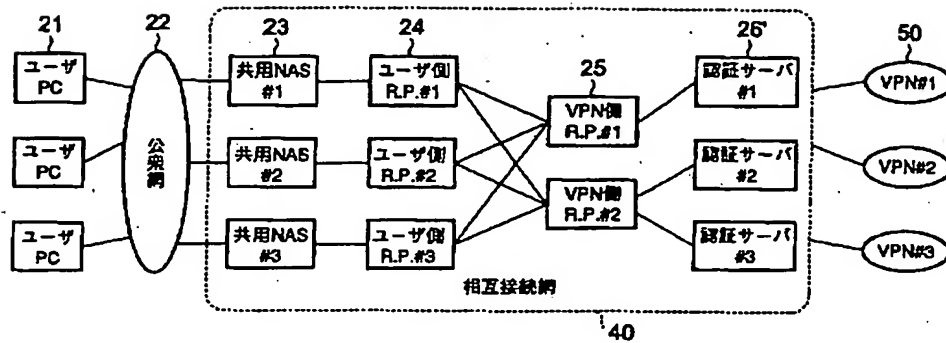 21
22
23
24
25
26'
50
ユーザ
PC
ユーザ
PC
ユーザ
PC
公衆網
共用NAS
#1
共用NAS
#2
共用NAS
#3
ユーザ側
R.P.#1
ユーザ側
R.P.#2
ユーザ側
R.P.#3
VPN側
R.P.#1
VPN側
R.P.#2
認証サーバ
#1
認証サーバ
#2
認証サーバ
#3
VPN#1
VPN#2
VPN#3
相互接続網
40